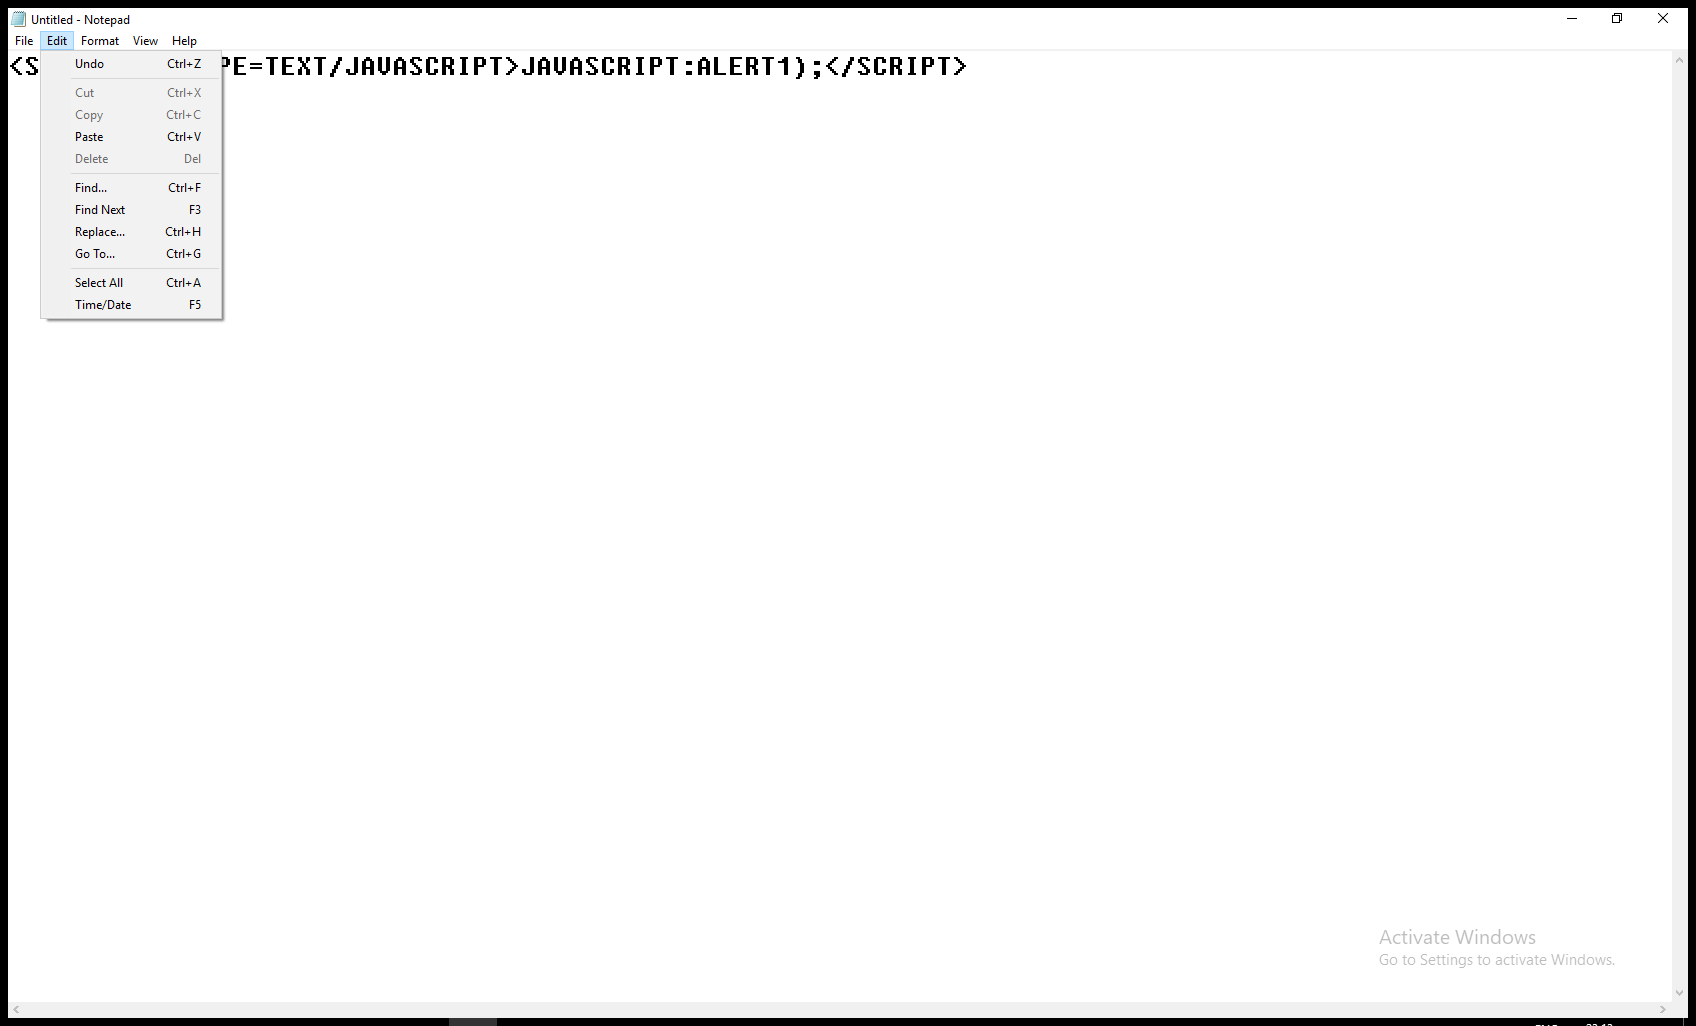 Untitled - Notepad
File Edit Format View Help
<S PE=TEXT/JAVASCRIPT>JAVASCRIPT:ALERT1);</SCRIPT>
Undo Ctrl+Z
Cut Ctrl+X
Copy Ctrl+C
Paste Ctrl+V
Delete Del
Find... Ctrl+F
Find Next F3
Replace... Ctrl+H
Go To... Ctrl+G
Select All Ctrl+A
Time/Date F5
Activate Windows
Go to Settings to activate Windows.